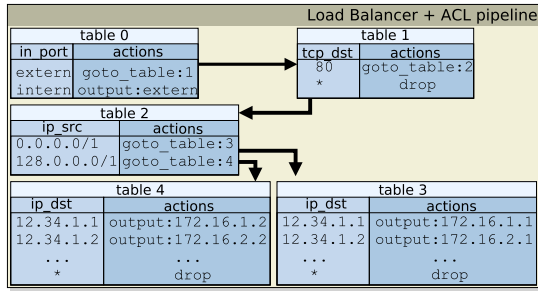 Load Balancer + ACL pipeline
table 0
in_port actions
extern goto_table:1
intern output:extern
table 1
tcp_dst actions
80 goto_table:2
* drop
table 2
ip_src actions
0.0.0.0/1 goto_table:3
128.0.0.0/1 goto_table:4
table 4
ip_dst actions
12.34.1.1 output:172.16.1.2
12.34.1.2 output:172.16.2.2
...
* drop
table 3
ip_dst actions
12.34.1.1 output:172.16.1.1
12.34.1.2 output:172.16.2.1
...
* drop